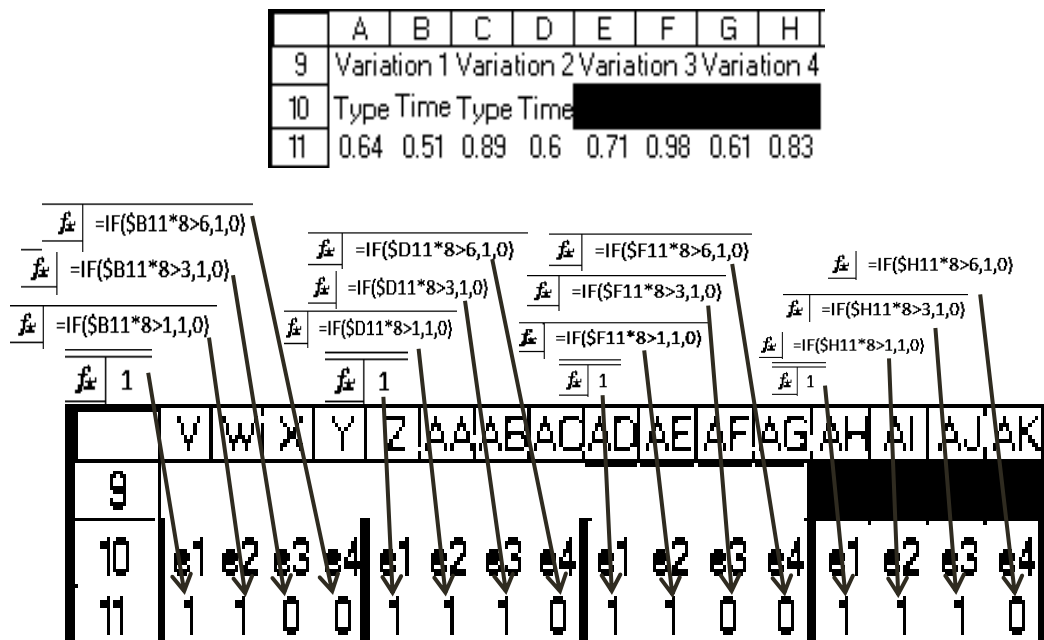 A B C D E F G H
9 Variation 1 Variation 2 Variation 3 Variation 4
10 Type Time Type Time
11 0.64 0.51 0.89 0.6 0.71 0.98 0.61 0.83
fx =IF($B11*8>6,1,0)
fx =IF($B11*8>3,1,0)
fx =IF($B11*8>1,1,0)
fx 1
fx =IF($D11*8>6,1,0)
fx =IF($D11*8>3,1,0)
fx =IF($D11*8>1,1,0)
fx 1
fx =IF($F11*8>6,1,0)
fx =IF($F11*8>3,1,0)
fx =IF($F11*8>1,1,0)
fx 1
fx =IF($H11*8>6,1,0)
fx =IF($H11*8>3,1,0)
fx =IF($H11*8>1,1,0)
fx 1
V W X Y Z AA AB AC AD AE AF AG AH AI AJ AK
9
10 e1 e2 e3 e4 e1 e2 e3 e4 e1 e2 e3 e4 e1 e2 e3 e4
11 1 1 0 0 1 1 1 0 1 1 0 0 1 1 1 0